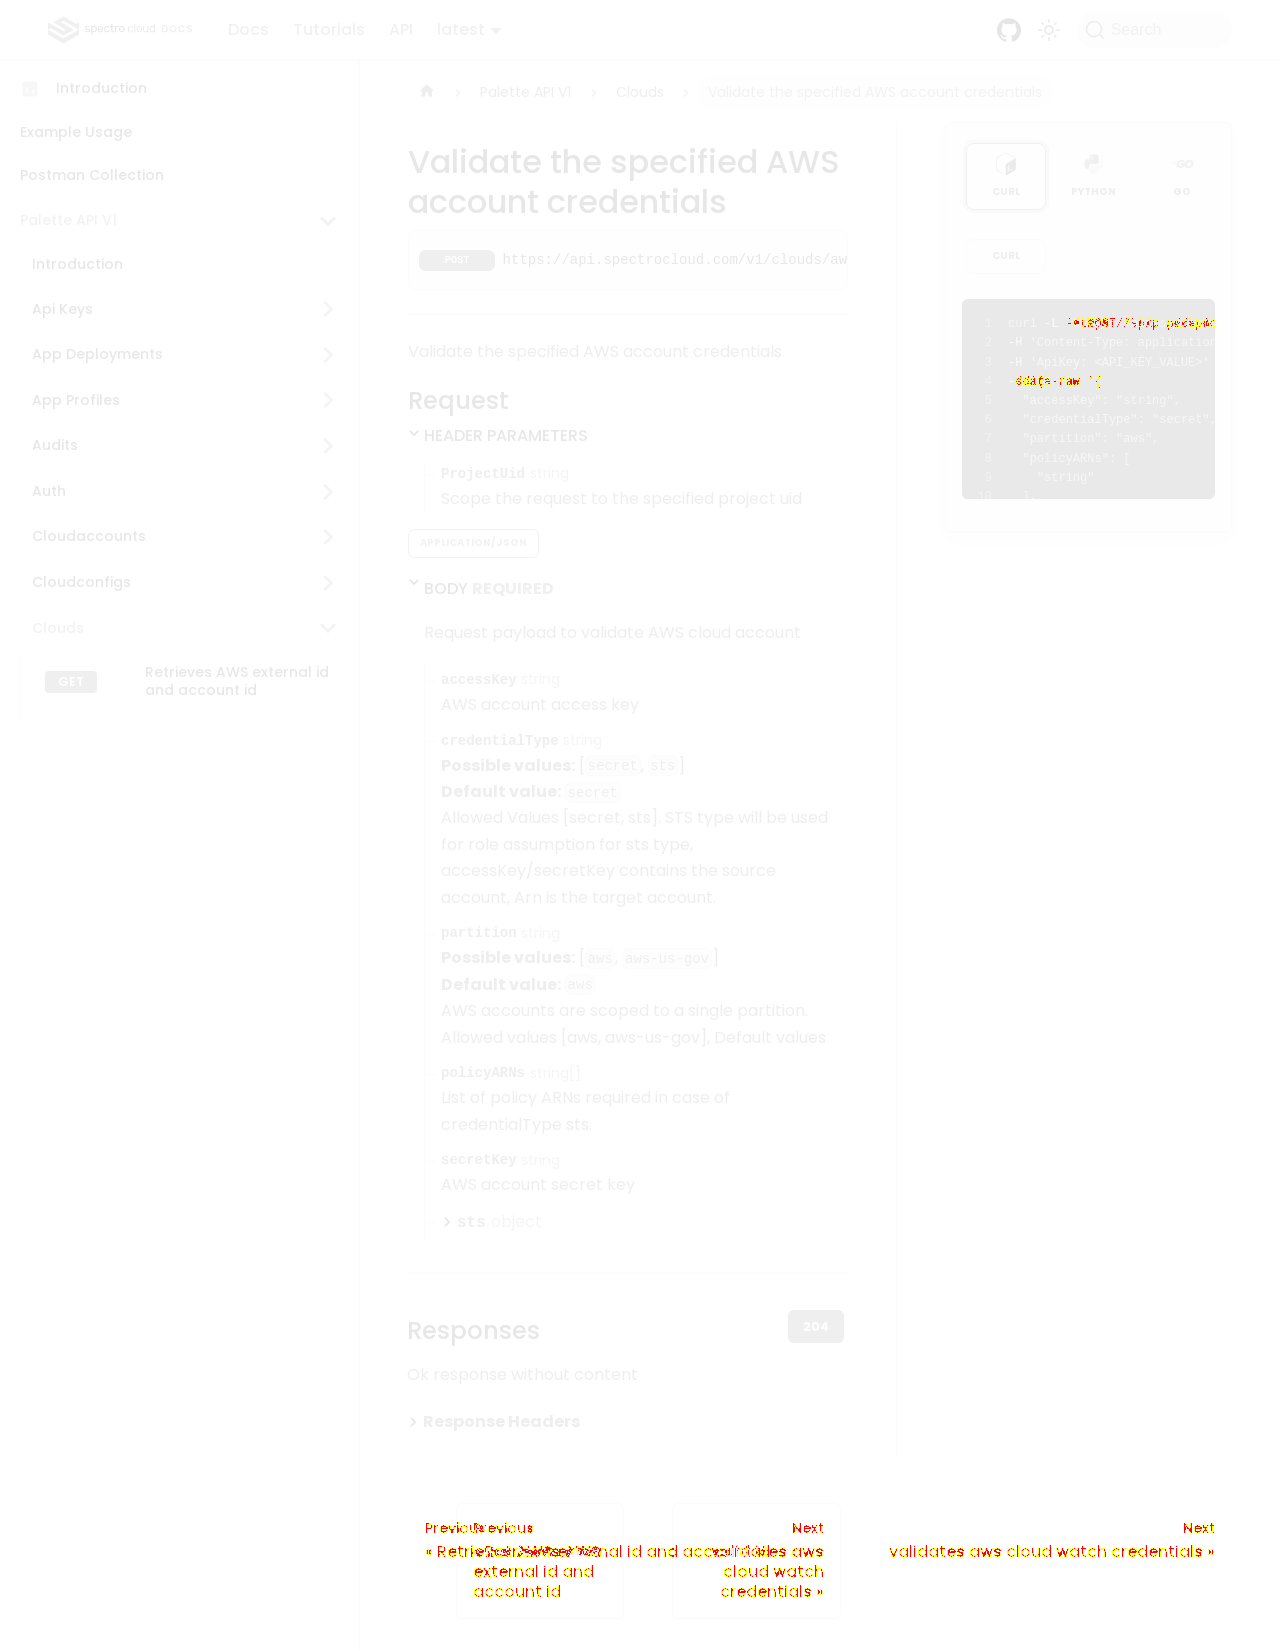 spectro cloud DOCS
Docs Tutorials API latest
Search
Introduction
Example Usage
Postman Collection
Palette API V1
Introduction
Api Keys
App Deployments
App Profiles
Audits
Auth
Cloudaccounts
Cloudconfigs
Clouds
GET Retrieves AWS external id
and account id
Palette API V1 › Clouds › Validate the specified AWS account credentials
Validate the specified AWS
account credentials
POST https://api.spectrocloud.com/v1/clouds/aw
Validate the specified AWS account credentials
Request
HEADER PARAMETERS
ProjectUid string
Scope the request to the specified project uid
APPLICATION/JSON
BODY REQUIRED
Request payload to validate AWS cloud account
accessKey string
AWS account access key
credentialType string
Possible values: [secret, sts]
Default value: secret
Allowed Values [secret, sts]. STS type will be used
for role assumption for sts type,
accessKey/secretKey contains the source
account, Arn is the target account.
partition string
Possible values: [aws, aws-us-gov]
Default value: aws
AWS accounts are scoped to a single partition.
Allowed values [aws, aws-us-gov], Default values
policyARNs string[]
List of policy ARNs required in case of
credentialType sts.
secretKey string
AWS account secret key
sts object
Responses
204
Ok response without content
Response Headers
CURL PYTHON GO
CURL
1 curl -L
2 -H 'Content-Type: application
3 -H 'ApiKey: <API_KEY_VALUE>'
4
5 "accessKey": "string",
6 "credentialType": "secret",
7 "partition": "aws",
8 "policyARNs": [
9 "string"
10 ],
Previous Previous Next Next
« Retrieves AWS external id and validates aws validates aws cloud watch credentials »
external id and cloud watch
account id credentials »